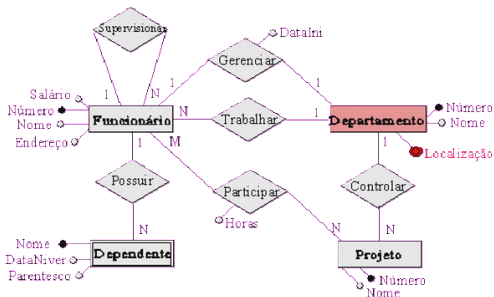 Supervisionar
DataIni
Gerenciar
1
1
Salário
1
N
Número
Funcionário
N
Trabalhar
1
Departamento
Número
Nome
Nome
Endereço
1
M
1
Localização
Possuir
Participar
Controlar
Horas
N
N
N
Nome
Dependente
DataNiver
Parentesco
Projeto
Número
Nome